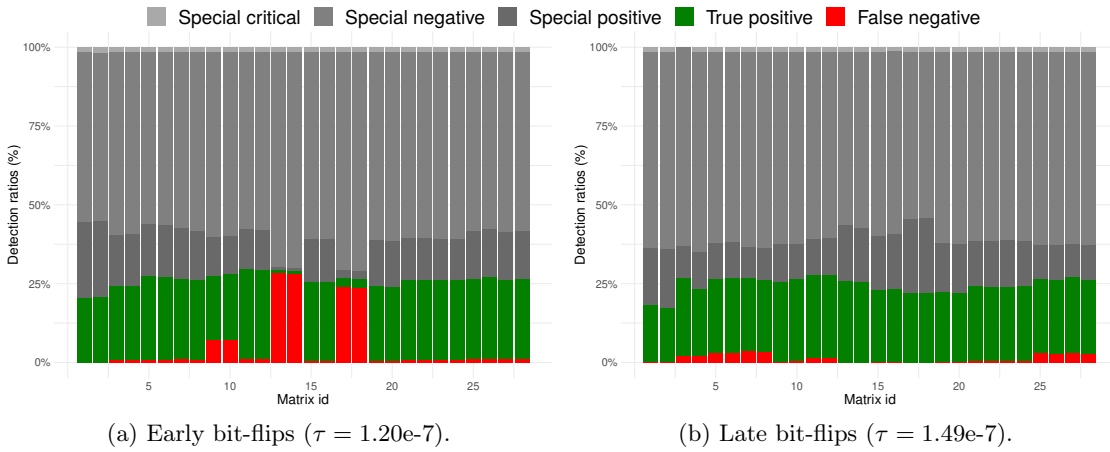 Special critical Special negative Special positive True positive False negative
100%
75%
50%
25%
0%
Detection ratios (%)
5 10 15 20 25
Matrix id
(a) Early bit-flips (τ = 1.20e-7).
100%
75%
50%
25%
0%
Detection ratios (%)
5 10 15 20 25
Matrix id
(b) Late bit-flips (τ = 1.49e-7).